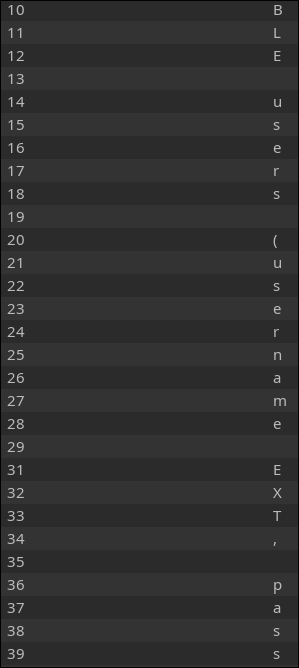 10 B
11 L
12 E
13
14 u
15 s
16 e
17 r
18 s
19
20 (
21 u
22 s
23 e
24 r
25 n
26 a
27 m
28 e
29
31 E
32 X
33 T
34 ,
35
36 p
37 a
38 s
39 s